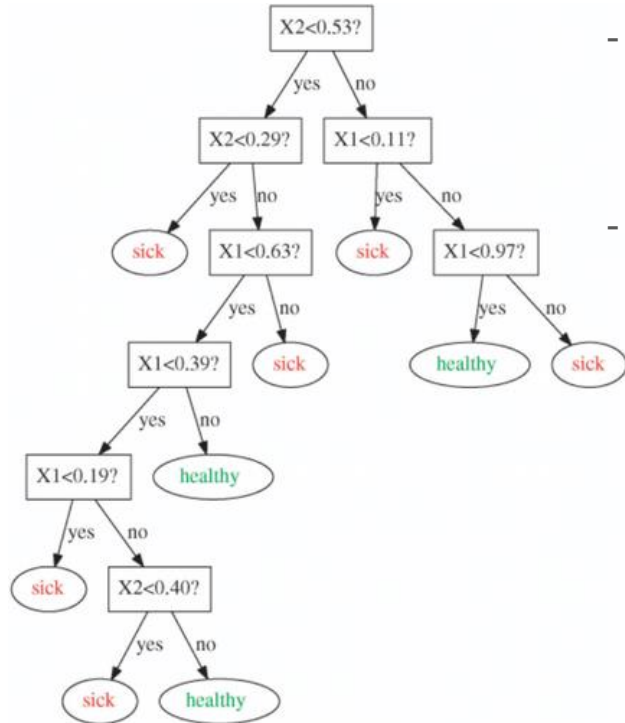 X2<0.53?
yes no
X2<0.29? X1<0.11?
yes no yes no
sick X1<0.63? sick X1<0.97?
yes no yes no
X1<0.39? sick healthy sick
yes no
X1<0.19? healthy
yes no
sick X2<0.40?
yes no
sick healthy